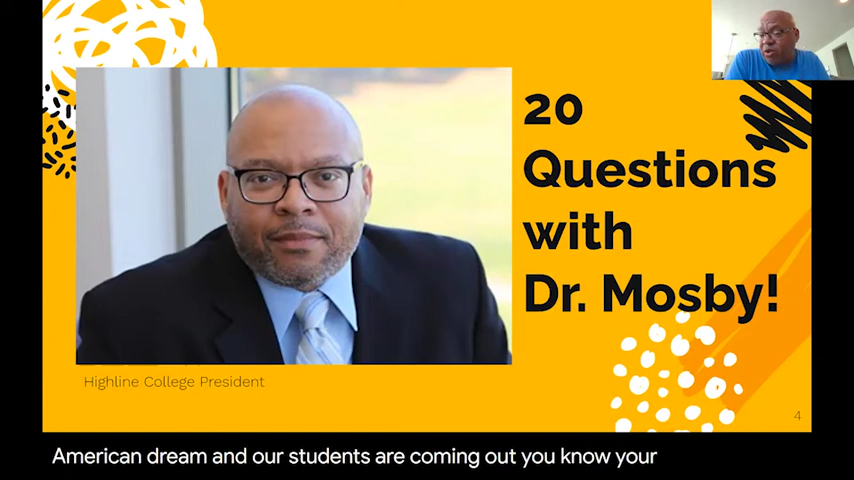 20
Questions
with
Dr. Mosby!
Highline College President
4
American dream and our students are coming out you know your